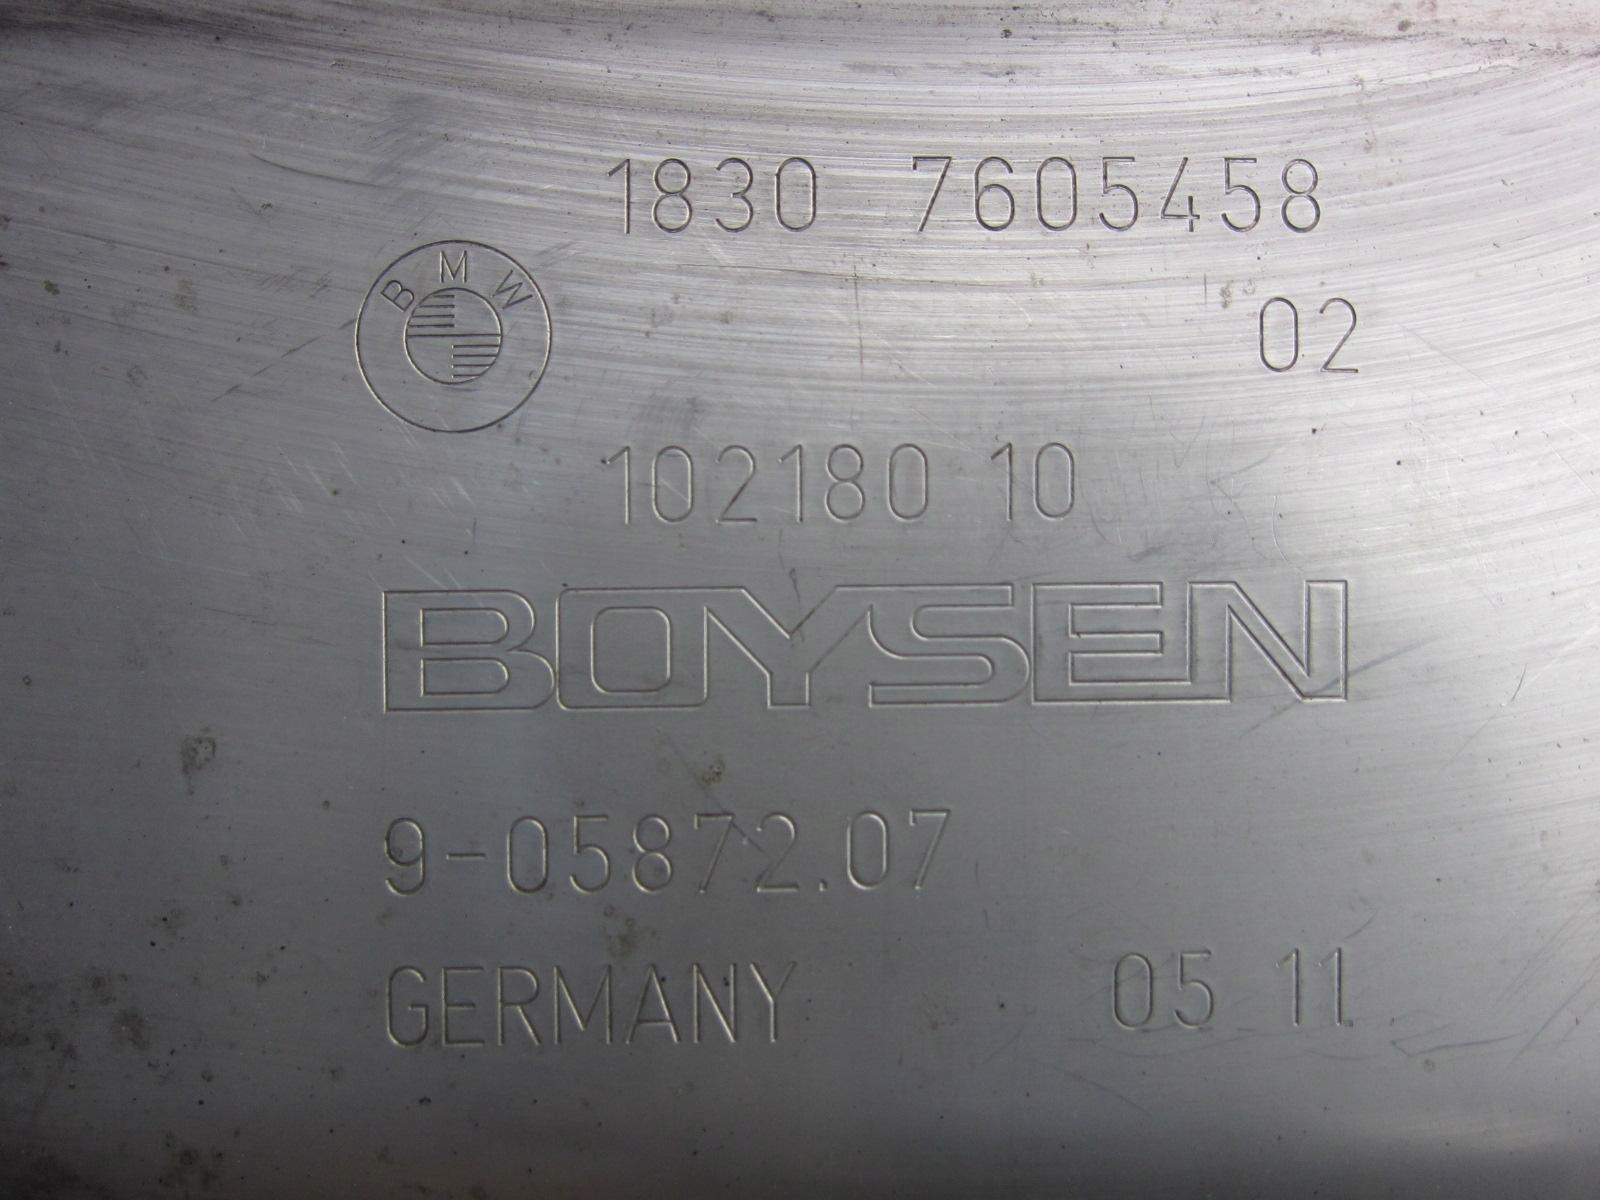 1830 7605458
BMW
02
102180 10
BOYSEN
9-05872.07
GERMANY 05 11